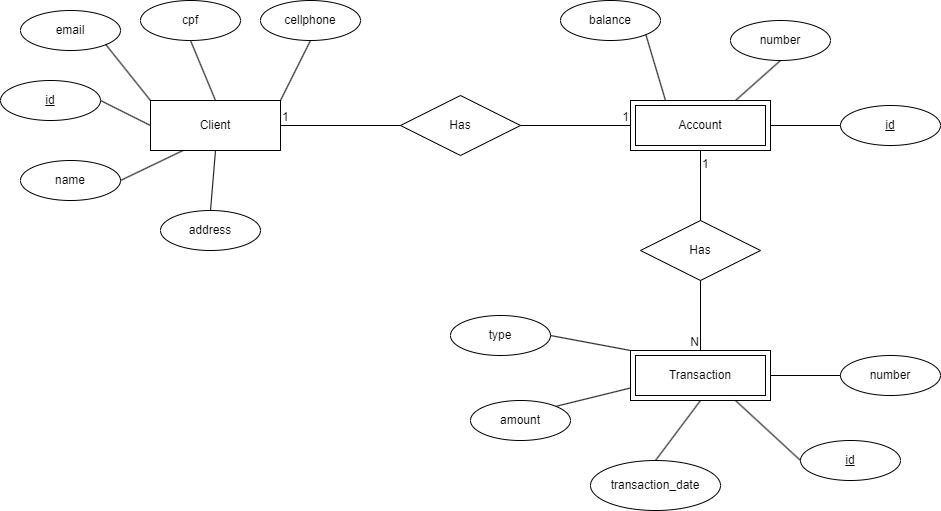 email
cpf
cellphone
id
Client
name
address
1
Has
1
balance
number
Account
id
1
Has
N
type
Transaction
number
amount
id
transaction_date